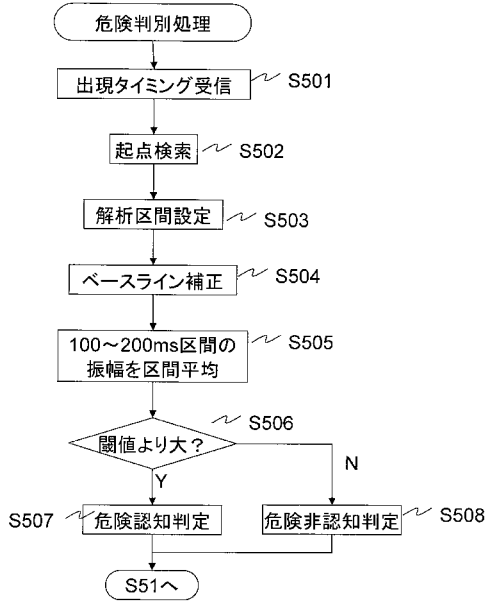 危険判別処理
出現タイミング受信
S501
起点検索
S502
解析区間設定
S503
ベースライン補正
S504
100～200ms区間の
振幅を区間平均
S505
閾値より大?
S506
Y
N
S507
危険認知判定
危険非認知判定
S508
S51へ